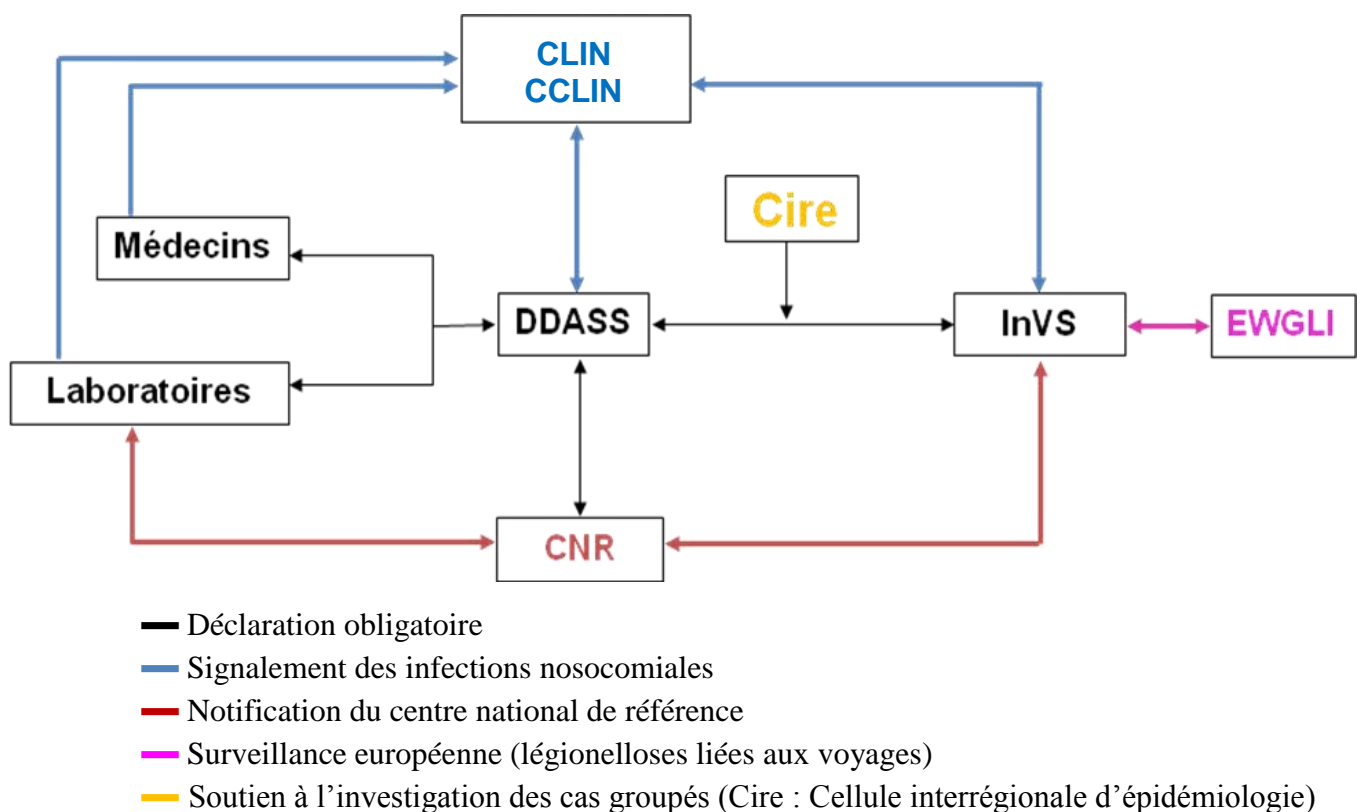 CLIN
CCLIN
Cire
Médecins
DDASS
InVS
EWGLI
Laboratoires
CNR
Déclaration obligatoire
Signalement des infections nosocomiales
Notification du centre national de référence
Surveillance européenne (légionelloses liées aux voyages)
Soutien à l’investigation des cas groupés (Cire : Cellule interrégionale d’épidémiologie)